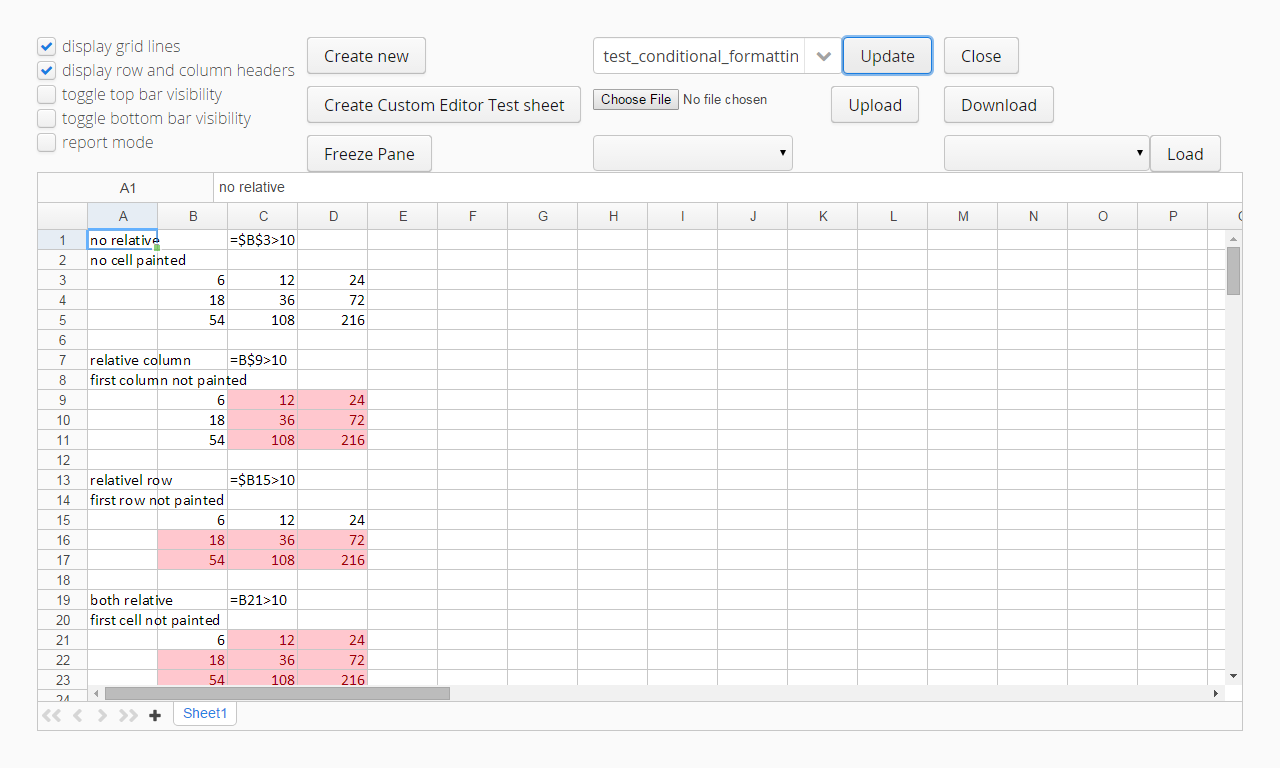 display grid lines
display row and column headers
toggle top bar visibility
toggle bottom bar visibility
report mode
Create new
test_conditional_formattin
Update
Close
Create Custom Editor Test sheet
Choose File No file chosen
Upload
Download
Freeze Pane
Load
A1 no relative
A B C D E F G H I J K L M N O P
1 no relative =$B$3>10
2 no cell painted
3 6 12 24
4 18 36 72
5 54 108 216
6
7 relative column =B$9>10
8 first column not painted
9 6 12 24
10 18 36 72
11 54 108 216
12
13 relativel row =$B15>10
14 first row not painted
15 6 12 24
16 18 36 72
17 54 108 216
18
19 both relative =B21>10
20 first cell not painted
21 6 12 24
22 18 36 72
23 54 108 216
24
Sheet1